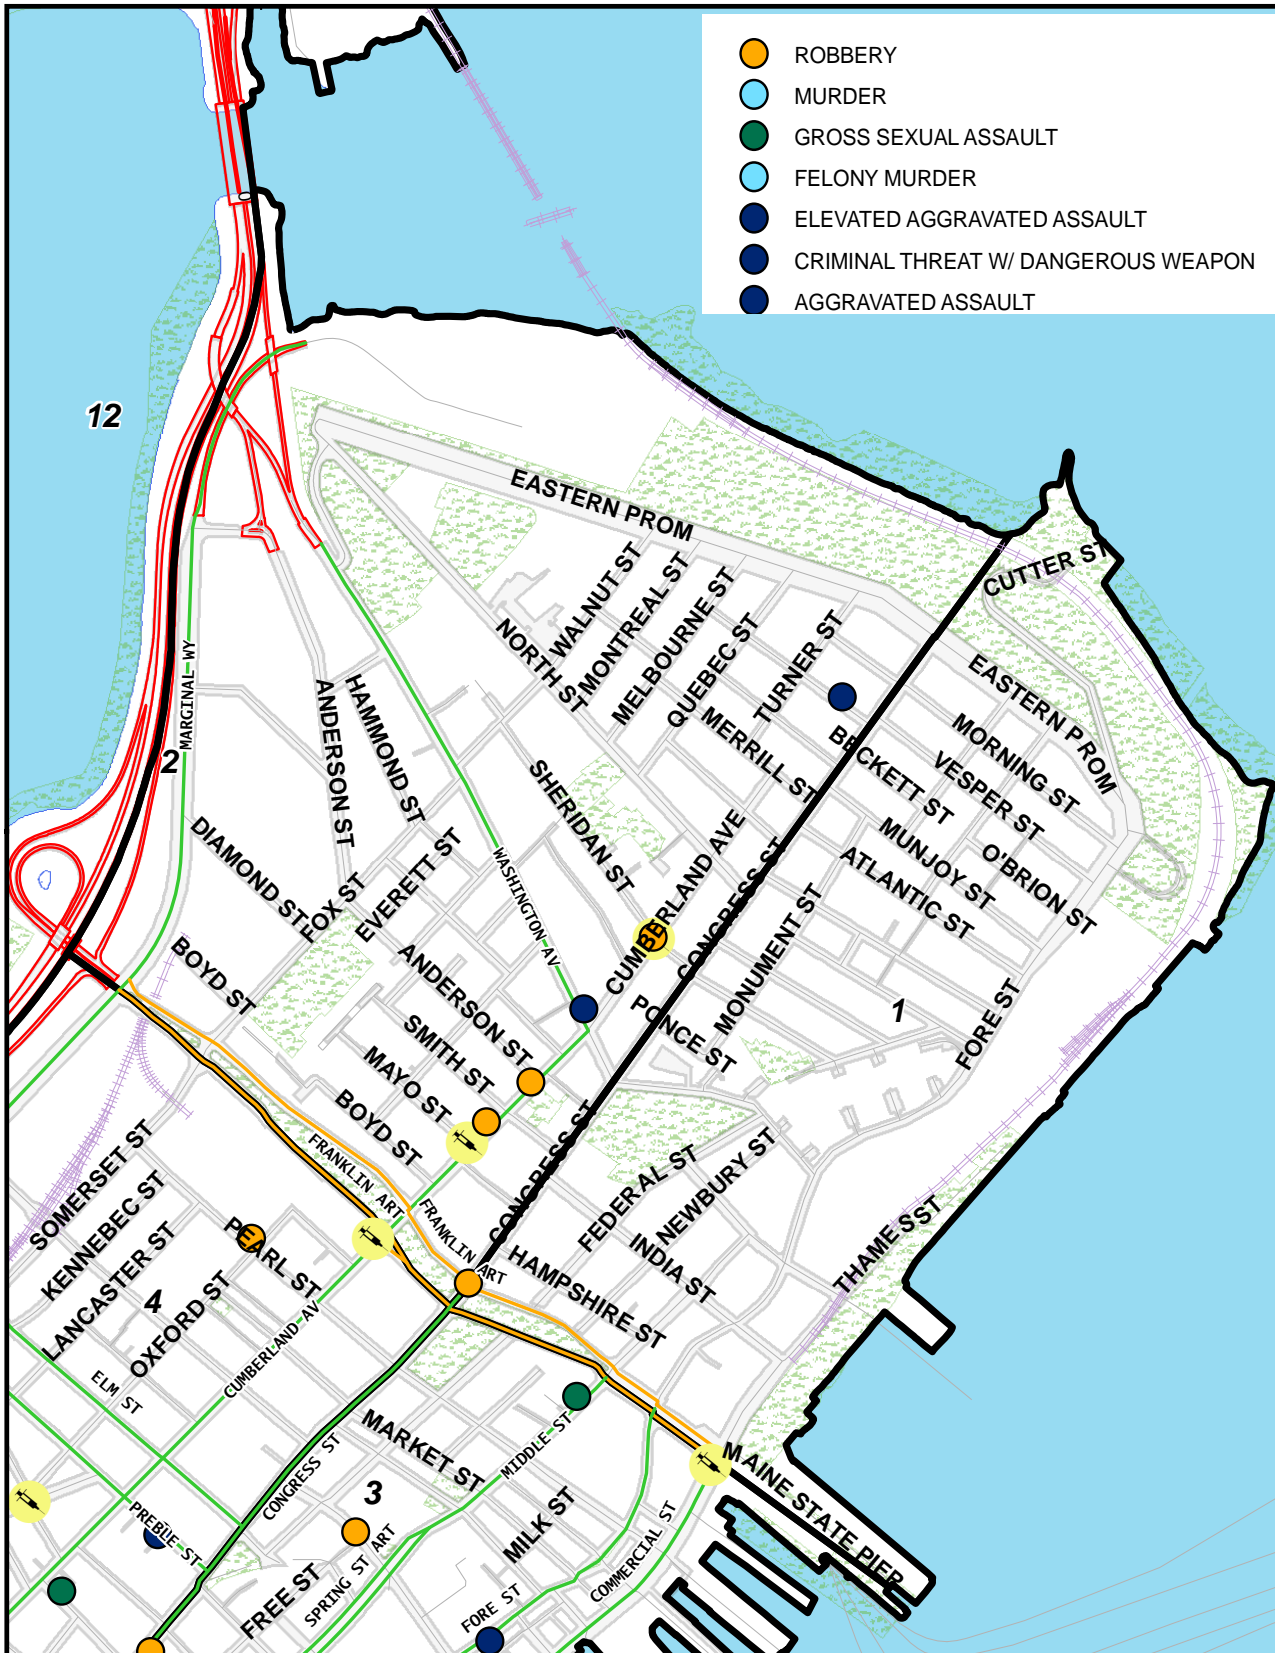 ROBBERY
MURDER
GROSS SEXUAL ASSAULT
FELONY MURDER
ELEVATED AGGRAVATED ASSAULT
CRIMINAL THREAT W/ DANGEROUS WEAPON
AGGRAVATED ASSAULT
12
EASTERN PROM
CUTTER ST
WALNUT ST
MONTREAL ST
MELBOURNE ST
QUEBEC ST
TURNER ST
NORTH ST
MARGINAL WY
ANDERSON ST
HAMMOND ST
EASTERN PROM
MERRILL ST
BECKETT ST
MORNING ST
VESPER ST
2
SHERIDAN ST
MUNJOY ST
O'BRION ST
ATLANTIC ST
DIAMOND ST
FOX ST
EVERETT ST
WASHINGTON AV
CUMBERLAND AVE
CONGRESS ST
MONUMENT ST
BOYD ST
ANDERSON ST
SMITH ST
MAYO ST
BOYD ST
PONCE ST
1
FORE ST
SOMERSET ST
KENNEBEC ST
LANCASTER ST
FRANKLIN ART
FRANKLIN ART
CONGRESS ST
FEDERAL ST
NEWBURY ST
INDIA ST
HAMPSHIRE ST
THAMES ST
PEARL ST
4
OXFORD ST
CUMBERLAND AV
ELM ST
MARKET ST
MIDDLE ST
CONGRESS ST
3
PREBLE ST
FREE ST
SPRING ST ART
MILK ST
FORE ST
COMMERCIAL ST
MAINE STATE PIER